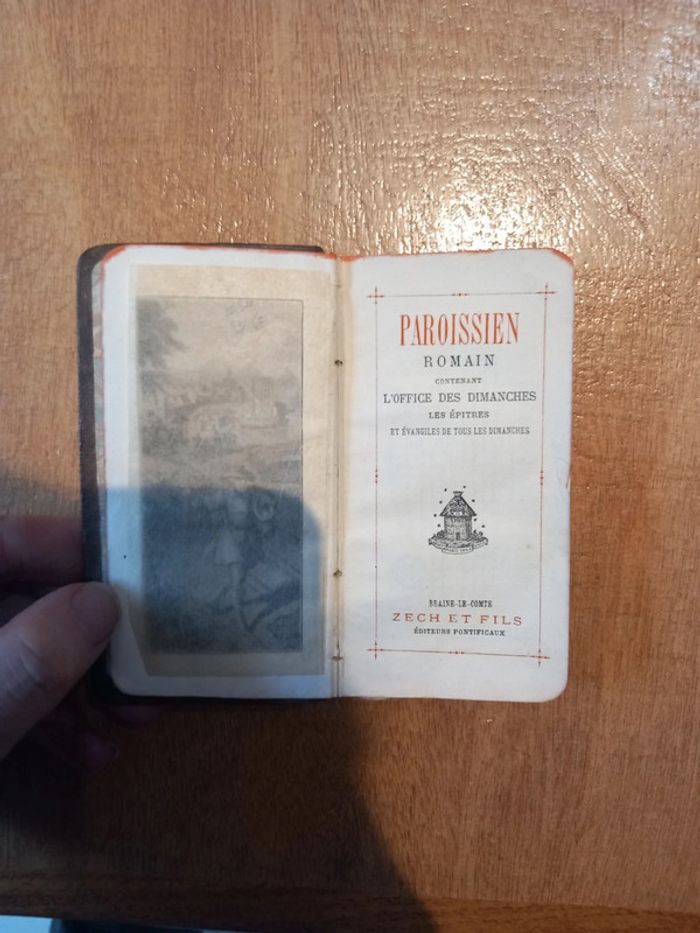 PAROISSIEN
ROMAIN
CONTENANT
L'OFFICE DES DIMANCHES
LES ÉPITRES
ET ÉVANGILES DE TOUS LES DIMANCHES
BRAINE-LE-COMTE
ZECH ET FILS
ÉDITEURS PONTIFICAUX